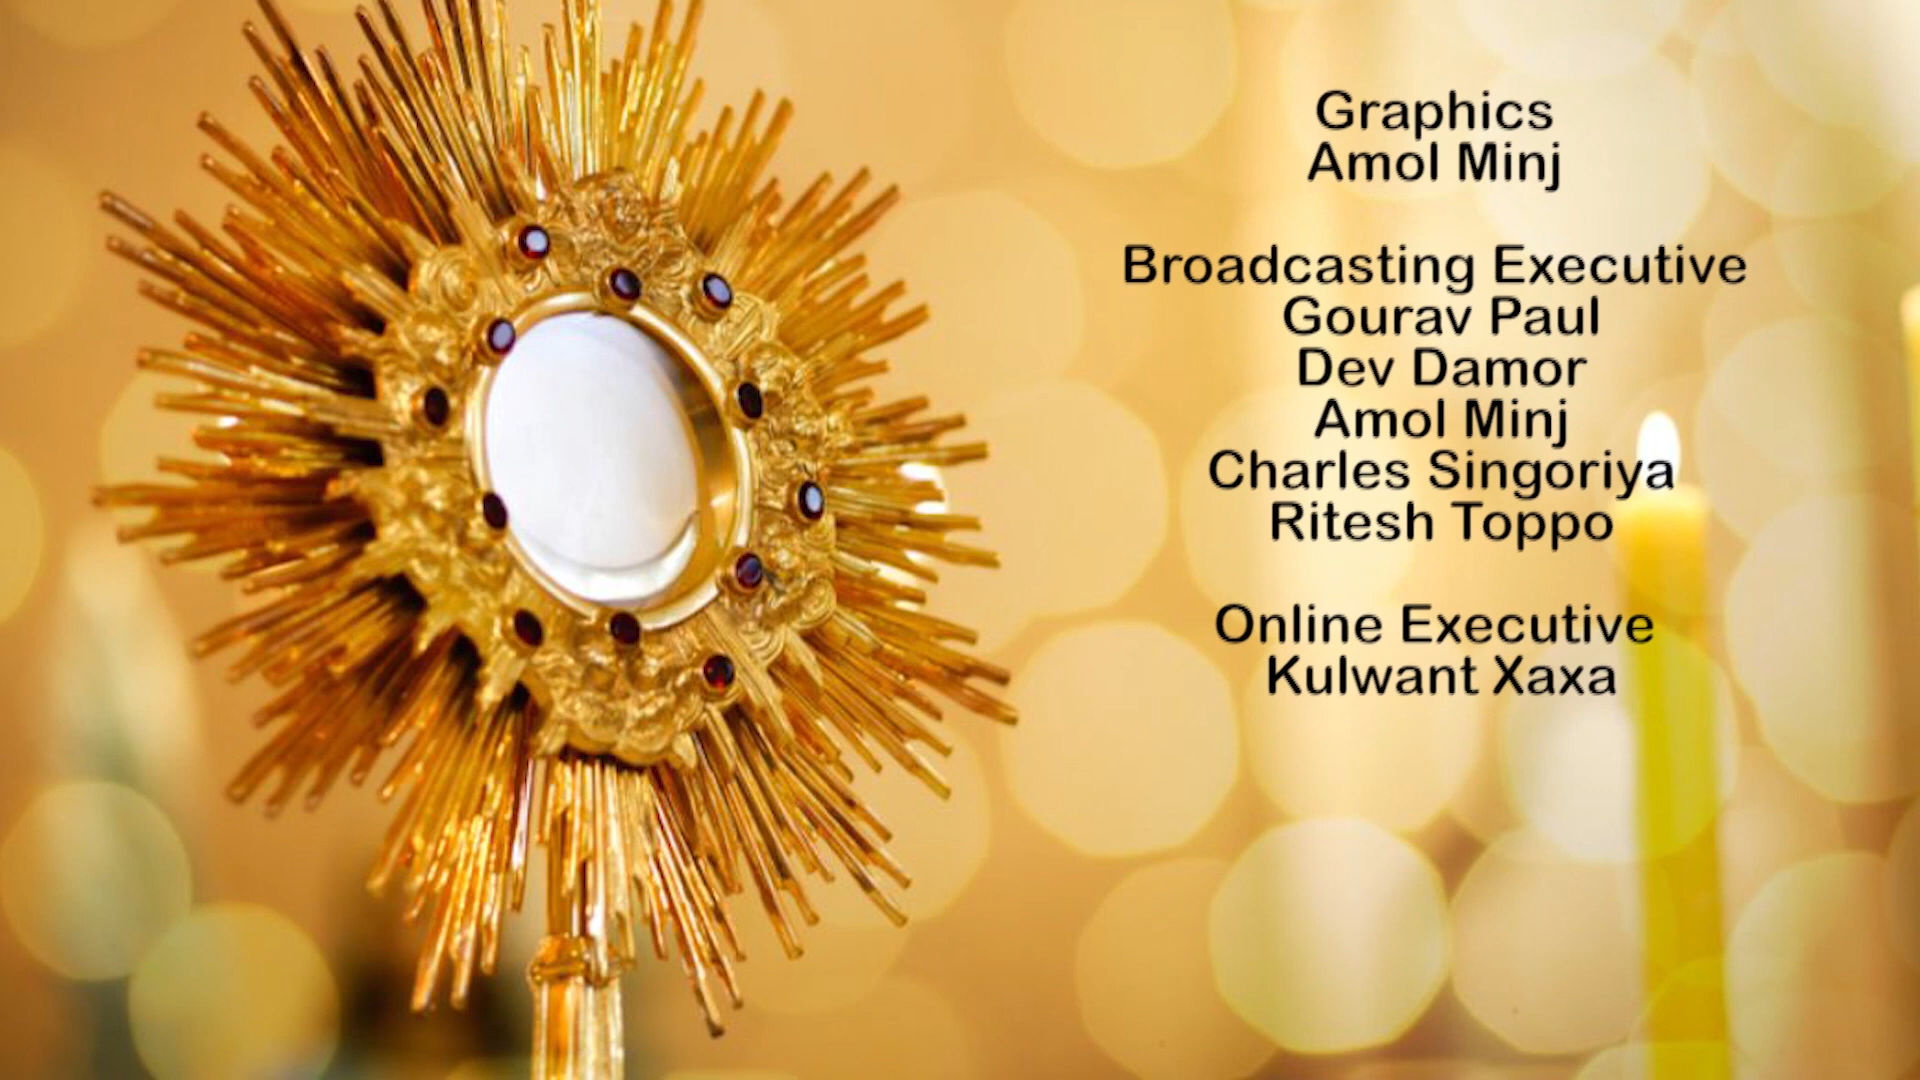 Graphics
Amol Minj
Broadcasting Executive
Gourav Paul
Dev Damor
Amol Minj
Charles Singoriya
Ritesh Toppo
Online Executive
Kulwant Xaxa